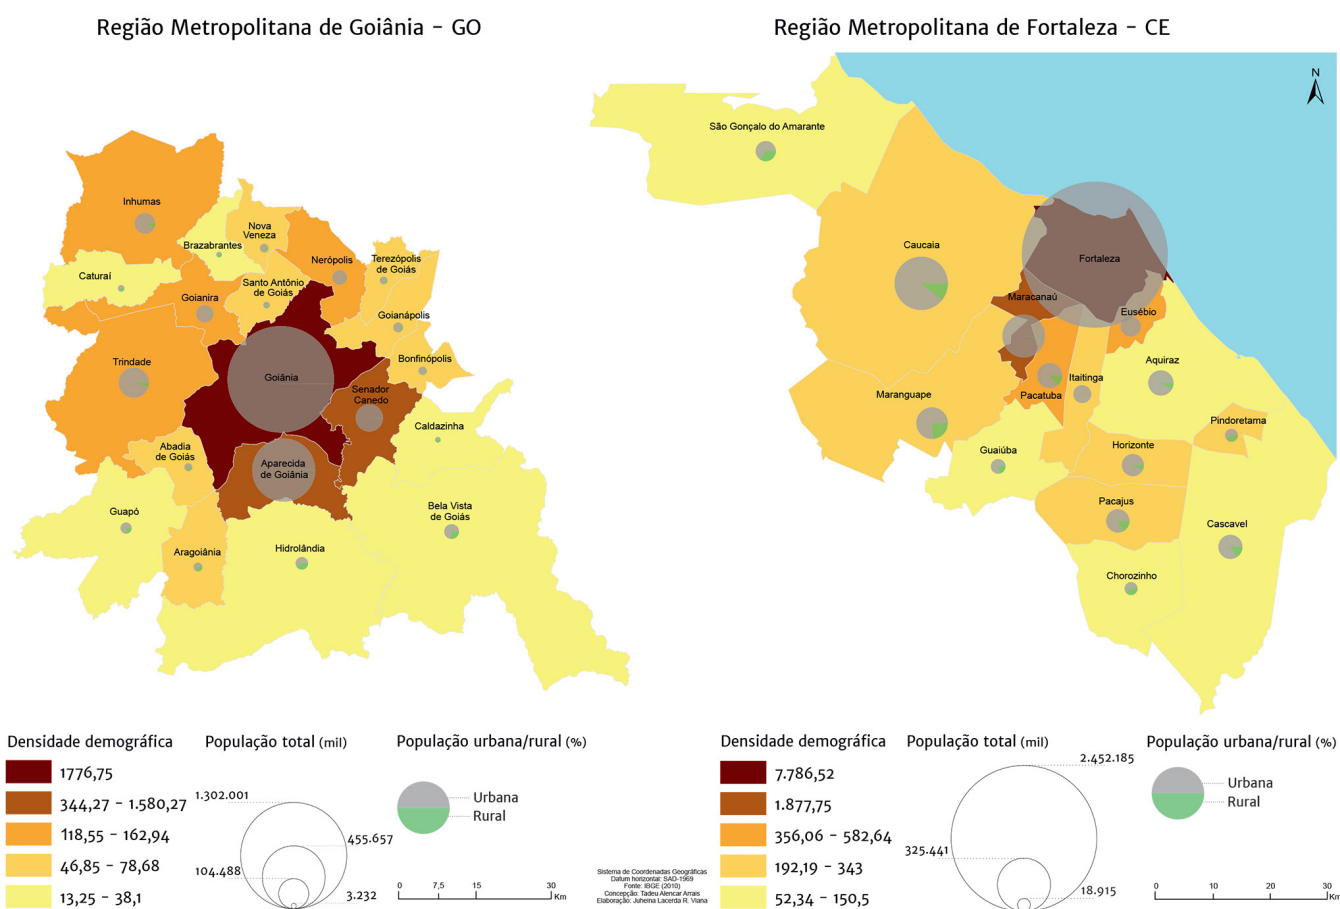 Região Metropolitana de Goiânia - GO
Inhumas
Nova
Veneza
Brazabrantes
Nerópolis
Terezópolis
de Goiás
Caturaí
Santo Antônio
de Goiás
Goianira
Goianápolis
Trindade
Bonfinópolis
Goiânia
Senador
Canedo
Caldazinha
Abadia
de Goiás
Aparecida
de Goiânia
Guapó
Bela Vista
de Goiás
Aragoiânia
Hidrolândia
Densidade demográfica
1776,75
344,27 - 1.580,27
118,55 - 162,94
46,85 - 78,68
13,25 - 38,1
População total (mil)
1.302.001
455.657
104.488
3.232
População urbana/rural (%)
Urbana
Rural
0 7,5 15 30
Km
Sistema de Coordenadas Geográficas
Datum horizontal: SAD-1969
Fonte: IBGE (2010)
Concepção: Tadeu Alencar Arrais
Elaboração: Juheina Lacerda R. Viana
Região Metropolitana de Fortaleza - CE
N
São Gonçalo do Amarante
Caucaia
Fortaleza
Maracanaú
Eusébio
Aquiraz
Itaitinga
Pacatuba
Maranguape
Pindoretama
Guaiúba
Horizonte
Pacajus
Cascavel
Chorozinho
Densidade demográfica
7.786,52
1.877,75
356,06 - 582,64
192,19 - 343
52,34 - 150,5
População total (mil)
2.452.185
325.441
18.915
População urbana/rural (%)
Urbana
Rural
0 10 20 30
Km